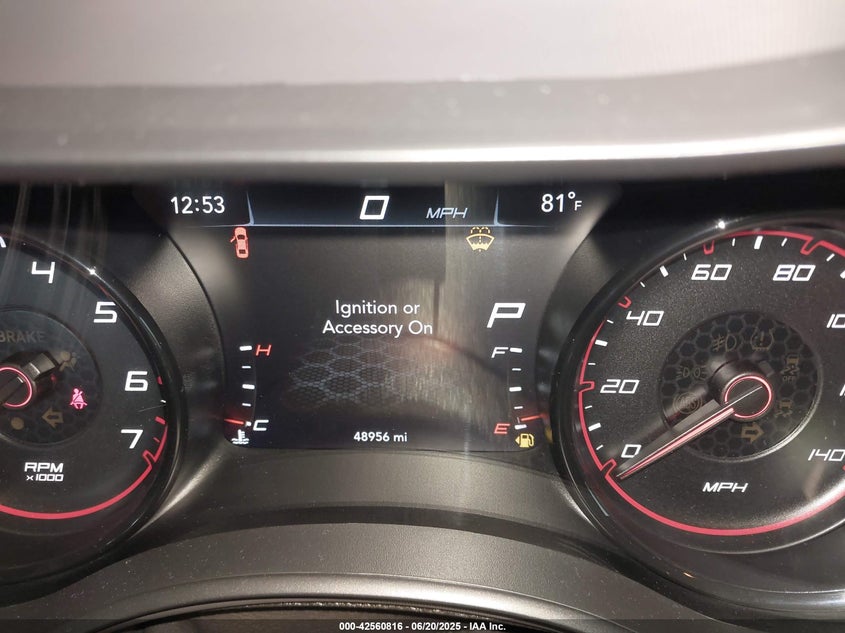 12:53
0 MPH
81°F
BRAKE
4
5
6
7
RPM
x1000
Ignition or
Accessory On
P
H
C
F
E
48956 mi
0
20
40
60
80
140
MPH
OFF
000-42560816 - 06/20/2025 - IAA Inc.